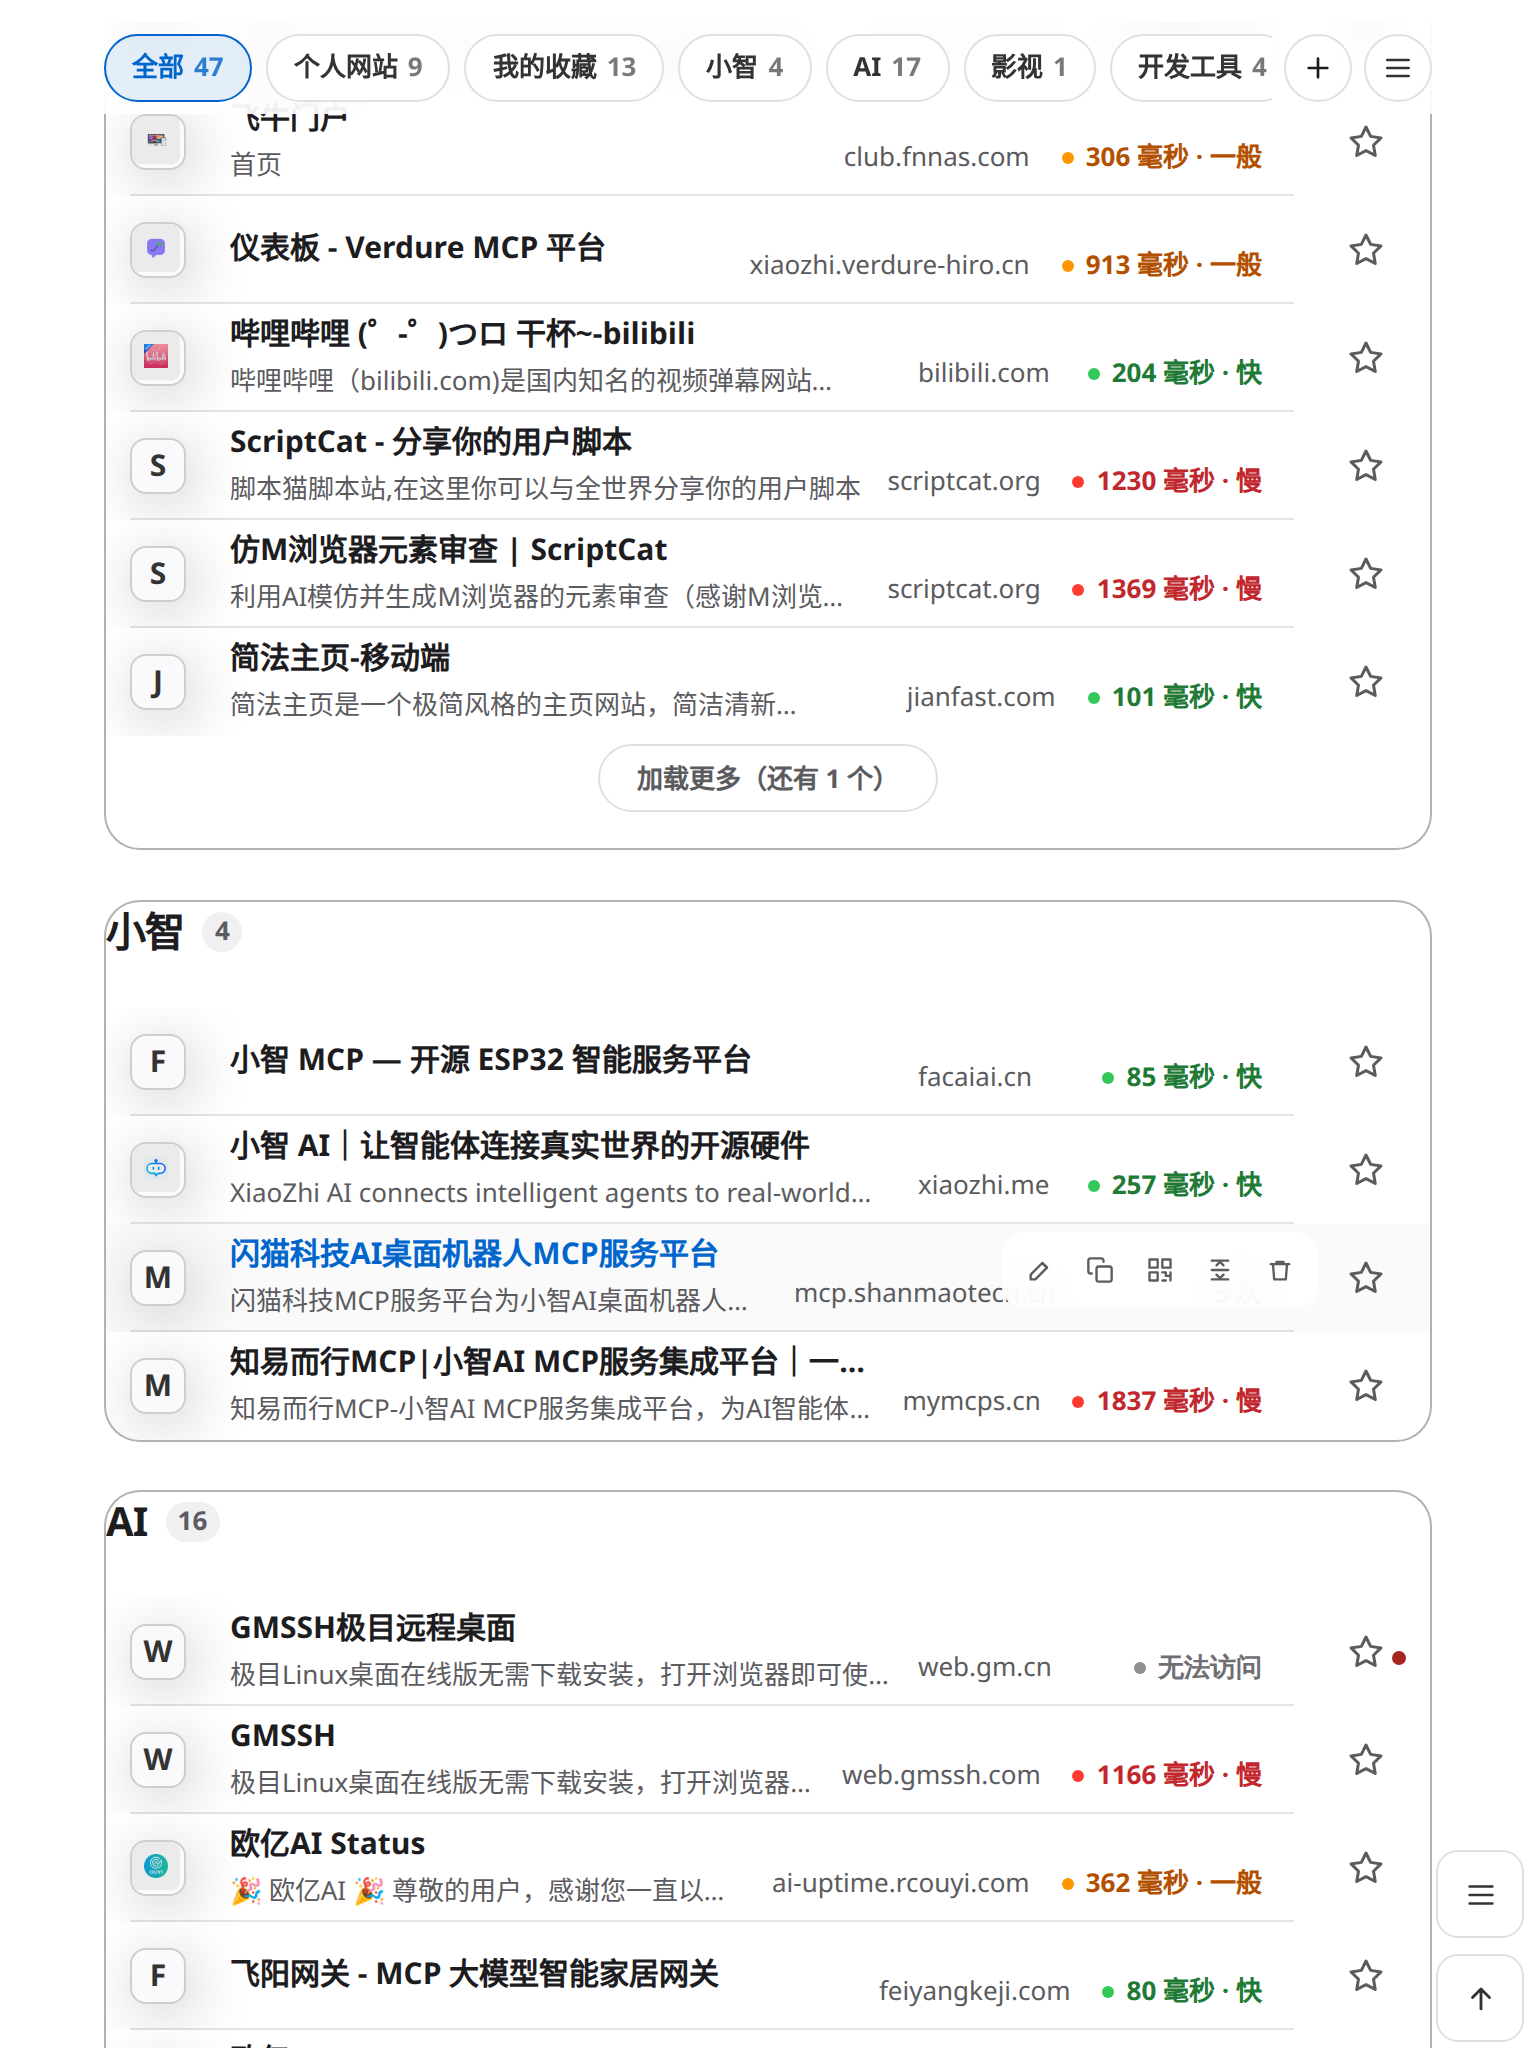 全部 47
个人网站 9
我的收藏 13
小智 4
AI 17
影视 1
开发工具 4
飞牛门户
首页
club.fnnas.com
306 毫秒 · 一般
仪表板 - Verdure MCP 平台
xiaozhi.verdure-hiro.cn
913 毫秒 · 一般
哔哩哔哩 (゜-゜)つロ 干杯~-bilibili
哔哩哔哩（bilibili.com)是国内知名的视频弹幕网站...
bilibili.com
204 毫秒 · 快
S
ScriptCat - 分享你的用户脚本
脚本猫脚本站,在这里你可以与全世界分享你的用户脚本
scriptcat.org
1230 毫秒 · 慢
S
仿M浏览器元素审查 | ScriptCat
利用AI模仿并生成M浏览器的元素审查（感谢M浏览...
scriptcat.org
1369 毫秒 · 慢
J
简法主页-移动端
简法主页是一个极简风格的主页网站，简洁清新...
jianfast.com
101 毫秒 · 快
加载更多（还有 1 个）
小智 4
F
小智 MCP — 开源 ESP32 智能服务平台
facaiai.cn
85 毫秒 · 快
小智 AI｜让智能体连接真实世界的开源硬件
XiaoZhi AI connects intelligent agents to real-world...
xiaozhi.me
257 毫秒 · 快
M
闪猫科技AI桌面机器人MCP服务平台
闪猫科技MCP服务平台为小智AI桌面机器人...
mcp.shanmaotech.cn
M
知易而行MCP|小智AI MCP服务集成平台｜一...
知易而行MCP-小智AI MCP服务集成平台，为AI智能体...
mymcps.cn
1837 毫秒 · 慢
AI 16
W
GMSSH极目远程桌面
极目Linux桌面在线版无需下载安装，打开浏览器即可使...
web.gm.cn
无法访问
W
GMSSH
极目Linux桌面在线版无需下载安装，打开浏览器...
web.gmssh.com
1166 毫秒 · 慢
欧亿AI Status
🎉 欧亿AI 🎉 尊敬的用户，感谢您一直以...
ai-uptime.rcouyi.com
362 毫秒 · 一般
F
飞阳网关 - MCP 大模型智能家居网关
feiyangkeji.com
80 毫秒 · 快